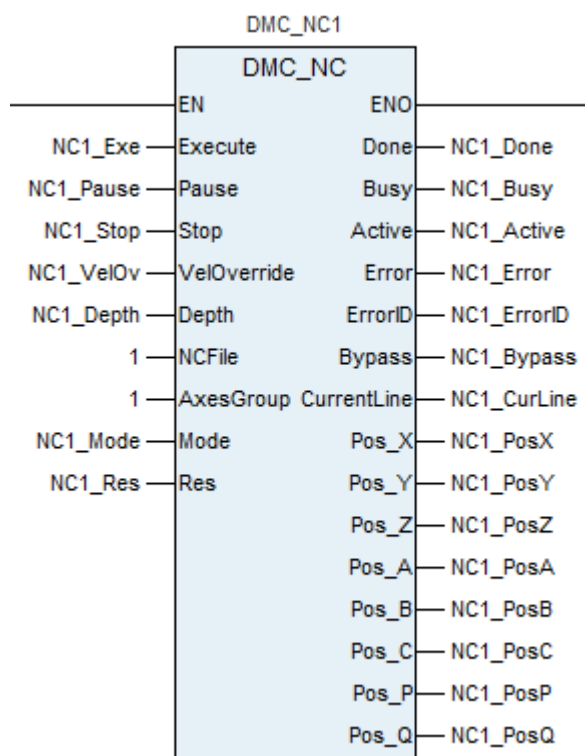 DMC_NC1
DMC_NC
EN ENO
NC1_Exe Execute Done NC1_Done
NC1_Pause Pause Busy NC1_Busy
NC1_Stop Stop Active NC1_Active
NC1_VelOv VelOverride Error NC1_Error
NC1_Depth Depth ErrorID NC1_ErrorID
1 NCFile Bypass NC1_Bypass
1 AxesGroup CurrentLine NC1_CurLine
NC1_Mode Mode Pos_X NC1_PosX
NC1_Res Res Pos_Y NC1_PosY
Pos_Z NC1_PosZ
Pos_A NC1_PosA
Pos_B NC1_PosB
Pos_C NC1_PosC
Pos_P NC1_PosP
Pos_Q NC1_PosQ